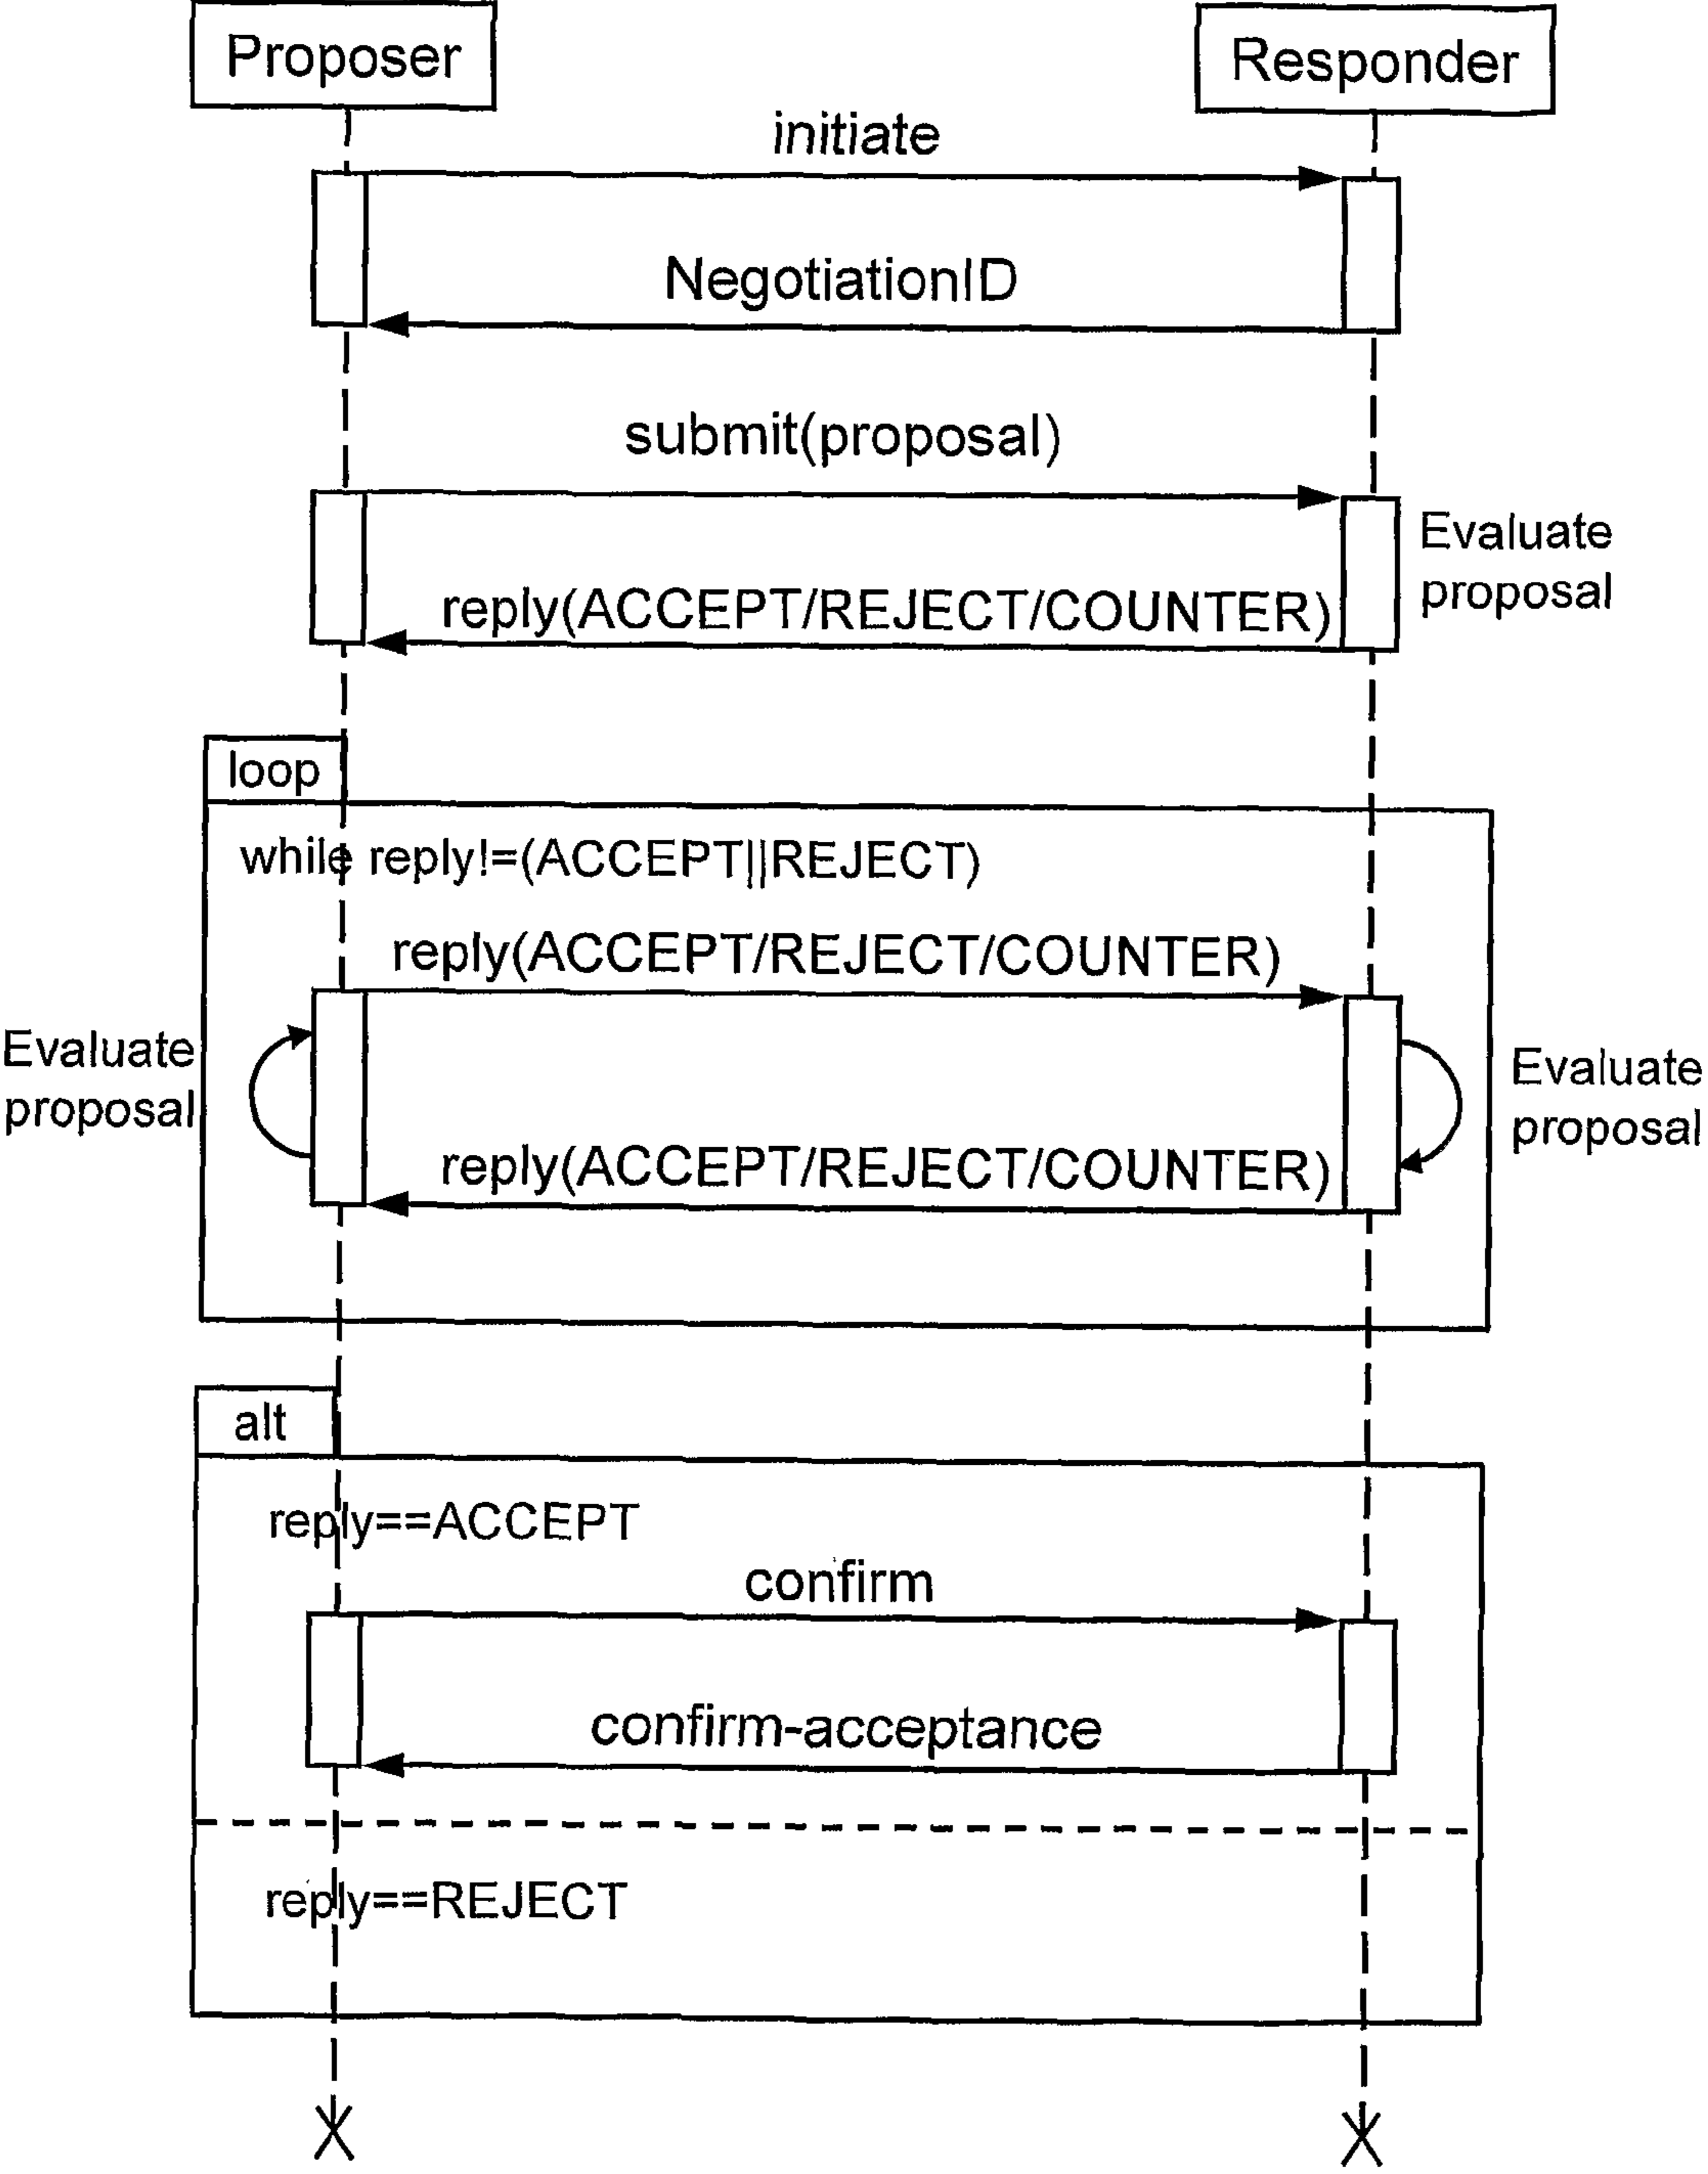 Proposer
Responder
initiate
NegotiationID
submit(proposal)
Evaluate
proposal
reply(ACCEPT/REJECT/COUNTER)
loop
while reply!=(ACCEPT||REJECT)
reply(ACCEPT/REJECT/COUNTER)
Evaluate
proposal
Evaluate
proposal
reply(ACCEPT/REJECT/COUNTER)
alt
reply==ACCEPT
confirm
confirm-acceptance
reply==REJECT